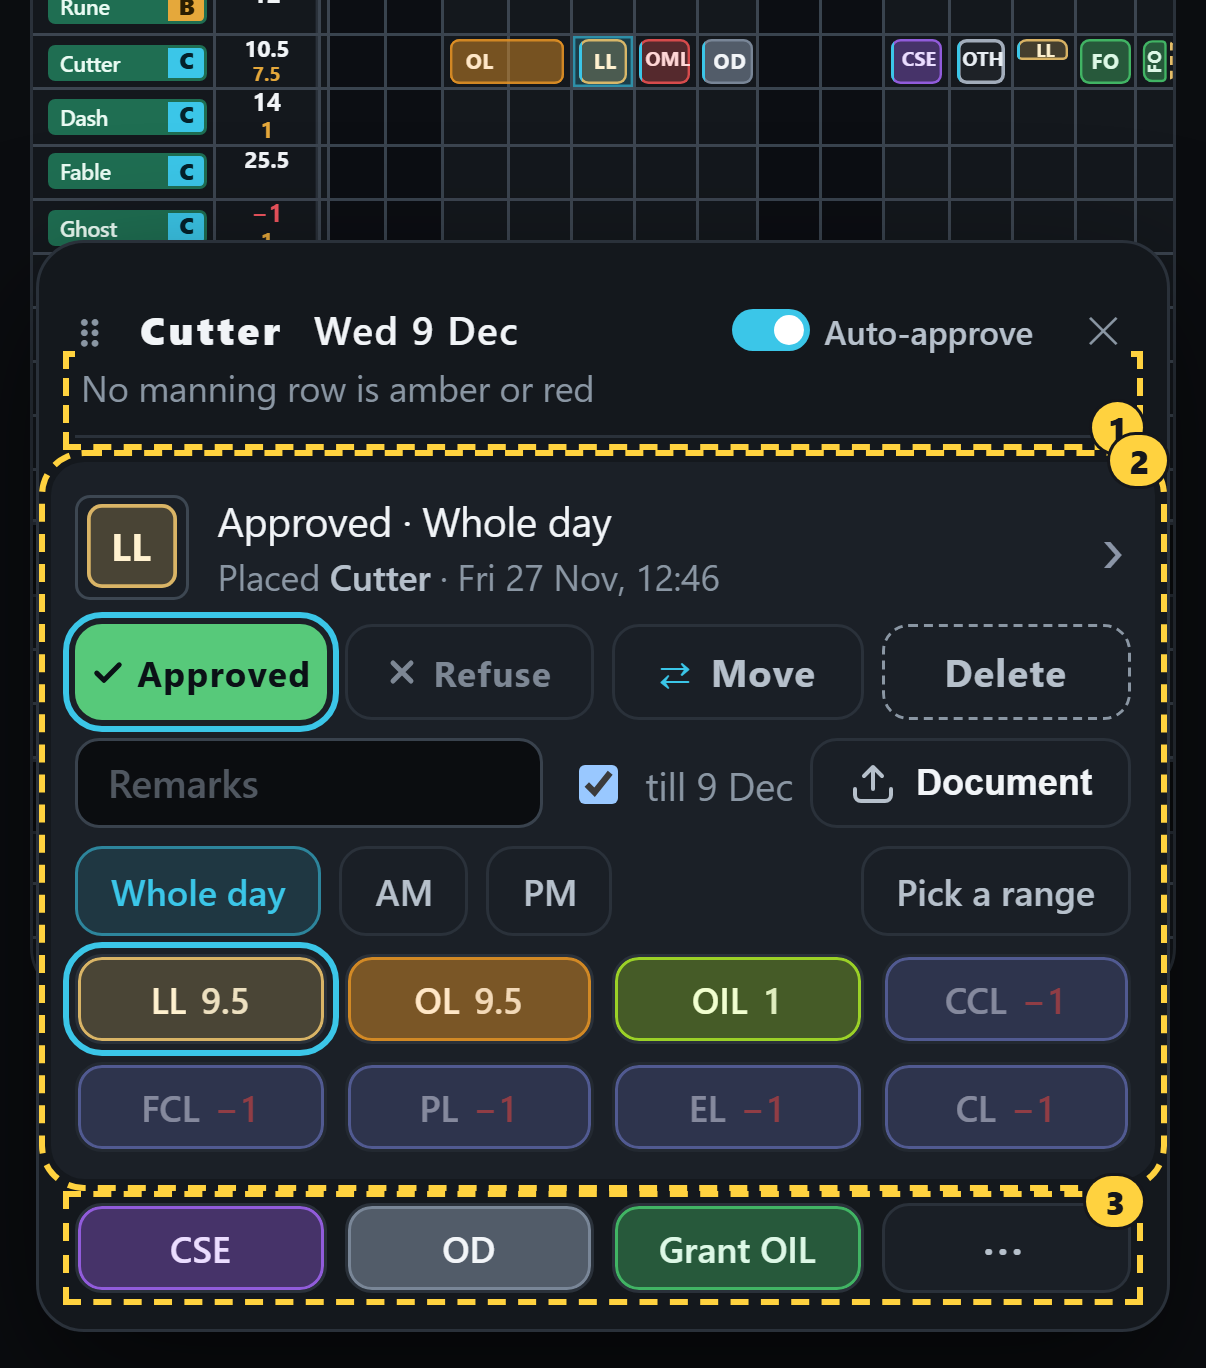 Rune B 12
Cutter C 10.5 OL LL OML OD CSE OTH LL FO FO
7.5
Dash C 14
1
Fable C 25.5
Ghost C −1
1
Cutter Wed 9 Dec Auto-approve
No manning row is amber or red
1
2
LL Approved · Whole day
Placed Cutter · Fri 27 Nov, 12:46
Approved Refuse Move Delete
Remarks till 9 Dec Document
Whole day AM PM Pick a range
LL 9.5 OL 9.5 OIL 1 CCL −1
FCL −1 PL −1 EL −1 CL −1
3
CSE OD Grant OIL ...